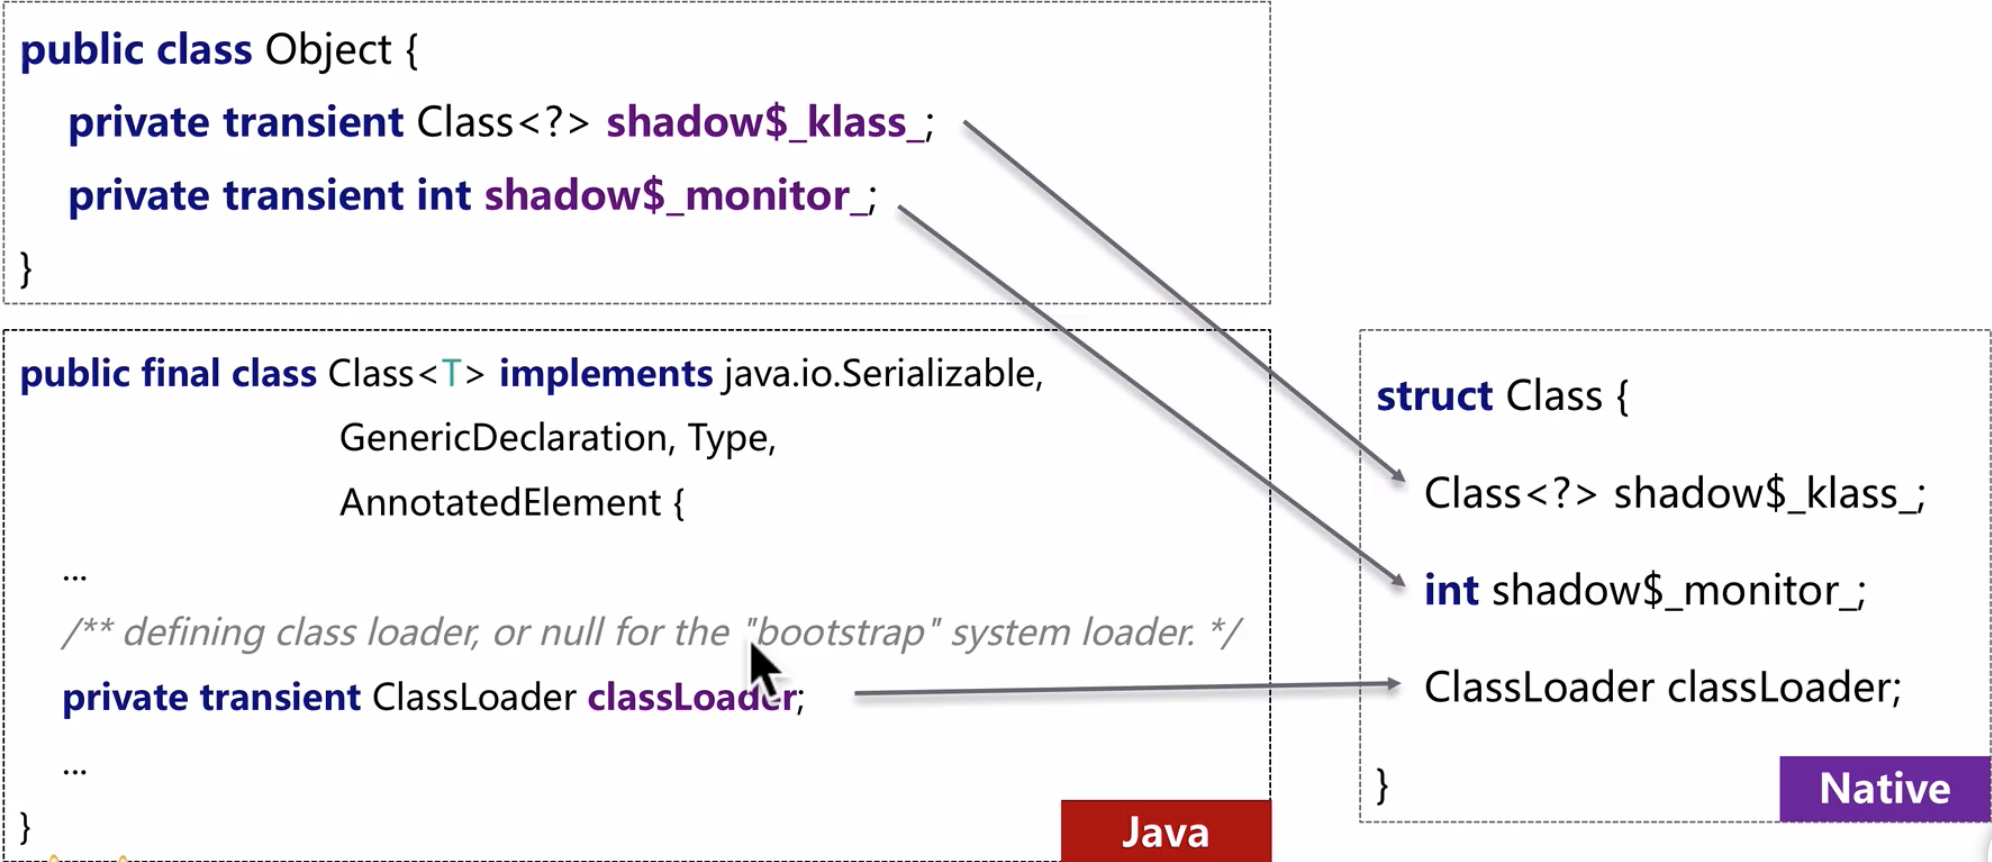 public class Object {
private transient Class<?> shadow$_klass_;
private transient int shadow$_monitor_;
}
public final class Class<T> implements java.io.Serializable,
GenericDeclaration, Type,
AnnotatedElement {
...
/** defining class loader, or null for the "bootstrap" system loader. */
private transient ClassLoader classLoader;
...
}
Java
struct Class {
Class<?> shadow$_klass_;
int shadow$_monitor_;
ClassLoader classLoader;
}
Native